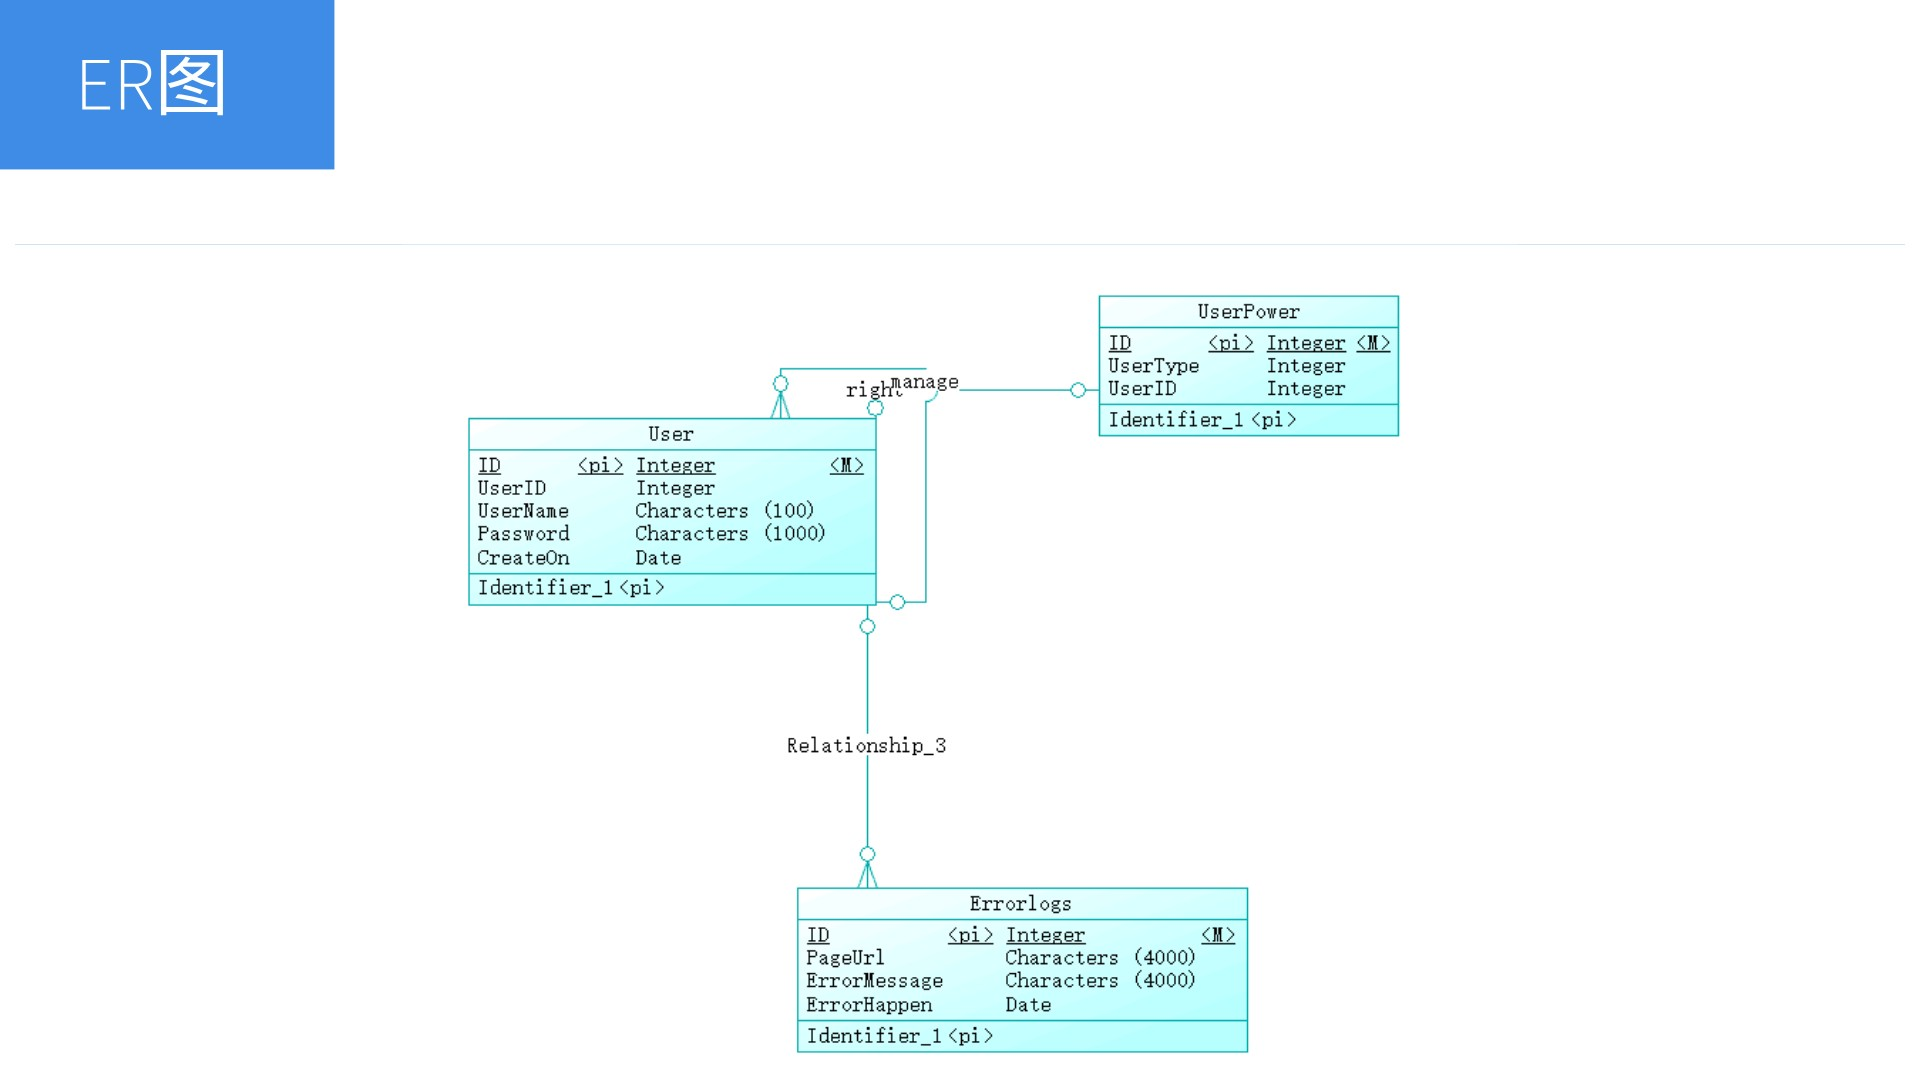 ER图
UserPower
ID <pi> Integer <M>
UserType Integer
UserID Integer
Identifier_1 <pi>
manage
right
User
ID <pi> Integer <M>
UserID Integer
UserName Characters (100)
Password Characters (1000)
CreateOn Date
Identifier_1 <pi>
Relationship_3
Errorlogs
ID <pi> Integer <M>
PageUrl Characters (4000)
ErrorMessage Characters (4000)
ErrorHappen Date
Identifier_1 <pi>